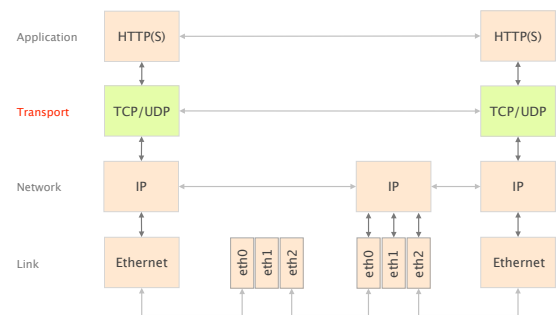 Application
HTTP(S)
HTTP(S)
Transport
TCP/UDP
TCP/UDP
Network
IP
IP
IP
Link
Ethernet
eth0
eth1
eth2
eth0
eth1
eth2
Ethernet